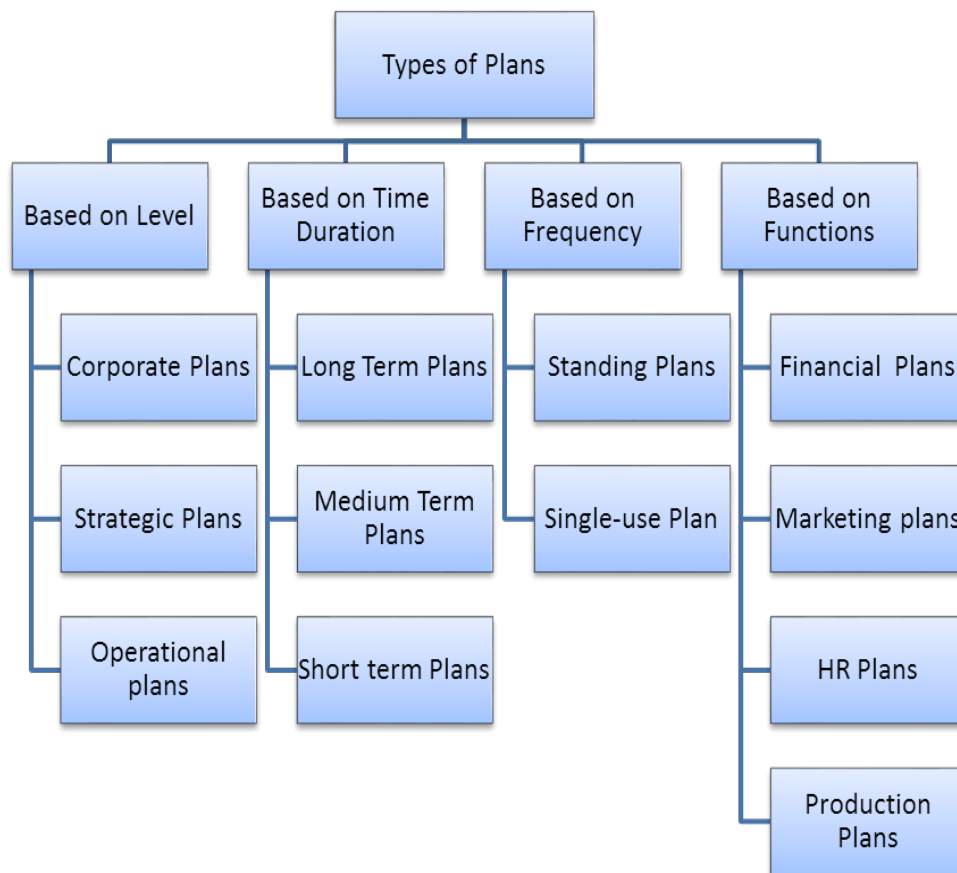 Types of Plans
Based on Level
Based on Time
Duration
Based on
Frequency
Based on
Functions
Corporate Plans
Long Term Plans
Standing Plans
Financial Plans
Strategic Plans
Medium Term
Plans
Single-use Plan
Marketing plans
Operational
plans
Short term Plans
HR Plans
Production
Plans